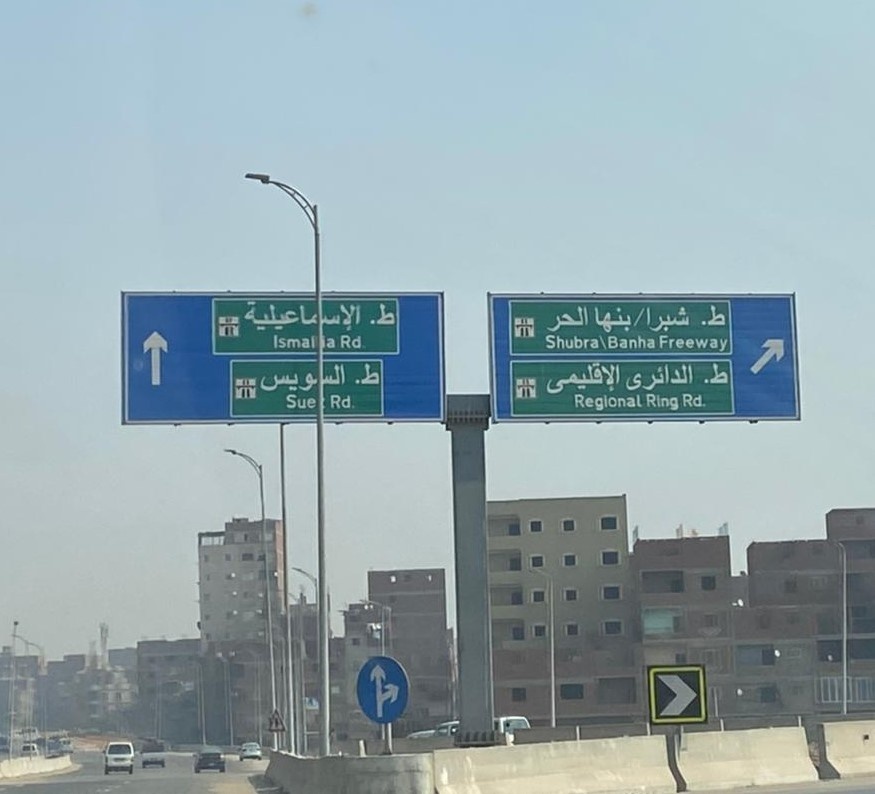 ط. الإسماعيلية
Ismailia Rd.
ط. السويس
Suez Rd.
ط. شبرا/بنها الحر
Shubra\Banha Freeway
ط. الدائرى الإقليمى
Regional Ring Rd.